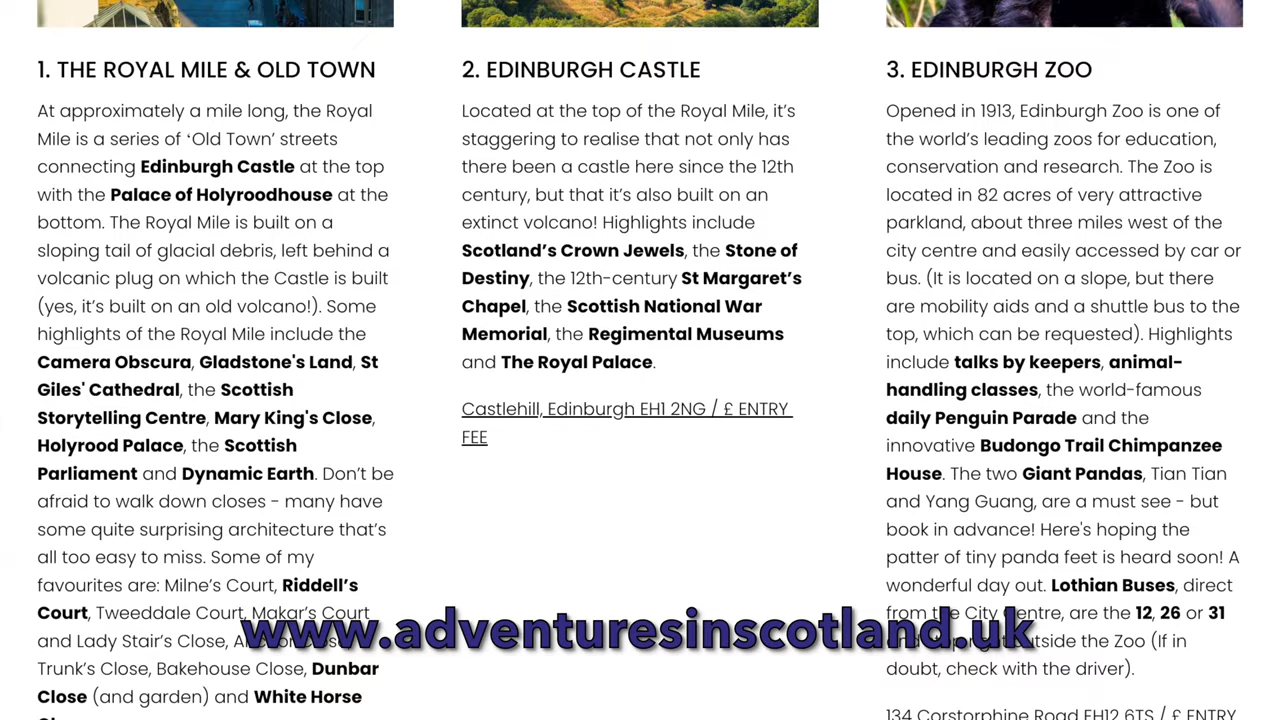 1. THE ROYAL MILE & OLD TOWN
At approximately a mile long, the Royal
Mile is a series of ‘Old Town’ streets
connecting Edinburgh Castle at the top
with the Palace of Holyroodhouse at the
bottom. The Royal Mile is built on a
sloping tail of glacial debris, left behind a
volcanic plug on which the Castle is built
(yes, it’s built on an old volcano!). Some
highlights of the Royal Mile include the
Camera Obscura, Gladstone's Land, St
Giles' Cathedral, the Scottish
Storytelling Centre, Mary King's Close,
Holyrood Palace, the Scottish
Parliament and Dynamic Earth. Don’t be
afraid to walk down closes - many have
some quite surprising architecture that’s
all too easy to miss. Some of my
favourites are: Milne’s Court, Riddell’s
Court, Tweeddale Court, Makar’s Court
and Lady Stair’s Close,
Trunk’s Close, Bakehouse Close, Dunbar
Close (and garden) and White Horse
2. EDINBURGH CASTLE
Located at the top of the Royal Mile, it’s
staggering to realise that not only has
there been a castle here since the 12th
century, but that it’s also built on an
extinct volcano! Highlights include
Scotland’s Crown Jewels, the Stone of
Destiny, the 12th-century St Margaret’s
Chapel, the Scottish National War
Memorial, the Regimental Museums
and The Royal Palace.
Castlehill, Edinburgh EH1 2NG / £ ENTRY
FEE
3. EDINBURGH ZOO
Opened in 1913, Edinburgh Zoo is one of
the world’s leading zoos for education,
conservation and research. The Zoo is
located in 82 acres of very attractive
parkland, about three miles west of the
city centre and easily accessed by car or
bus. (It is located on a slope, but there
are mobility aids and a shuttle bus to the
top, which can be requested). Highlights
include talks by keepers, animal-
handling classes, the world-famous
daily Penguin Parade and the
innovative Budongo Trail Chimpanzee
House. The two Giant Pandas, Tian Tian
and Yang Guang, are a must see - but
book in advance! Here's hoping the
patter of tiny panda feet is heard soon! A
wonderful day out. Lothian Buses, direct
from the City Centre, are the 12, 26 or 31
outside the Zoo (If in
doubt, check with the driver).
134 Corstorphine Road EH12 6TS / £ ENTRY
www.adventuresinscotland.uk